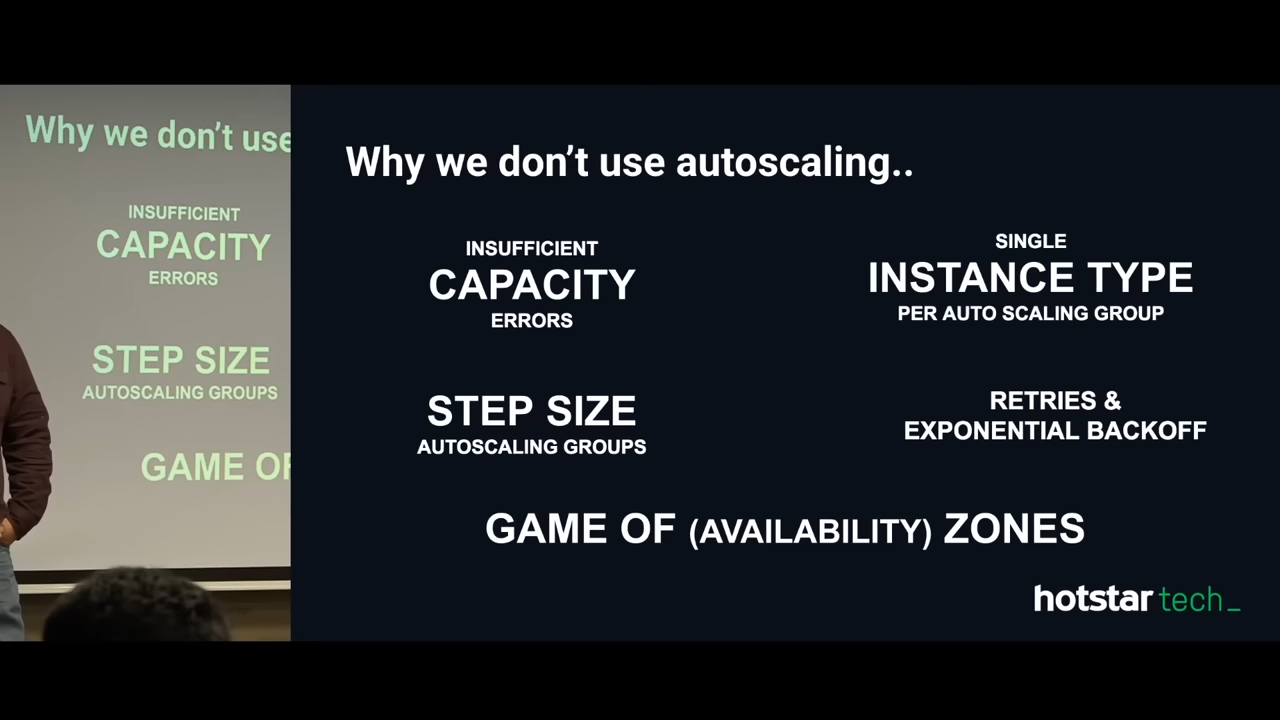 Why we don't use
INSUFFICIENT
CAPACITY
ERRORS
STEP SIZE
AUTOSCALING GROUPS
GAME OF
Why we don't use autoscaling..
INSUFFICIENT
CAPACITY
ERRORS
SINGLE
INSTANCE TYPE
PER AUTO SCALING GROUP
STEP SIZE
AUTOSCALING GROUPS
RETRIES &
EXPONENTIAL BACKOFF
GAME OF (AVAILABILITY) ZONES
hotstar tech_